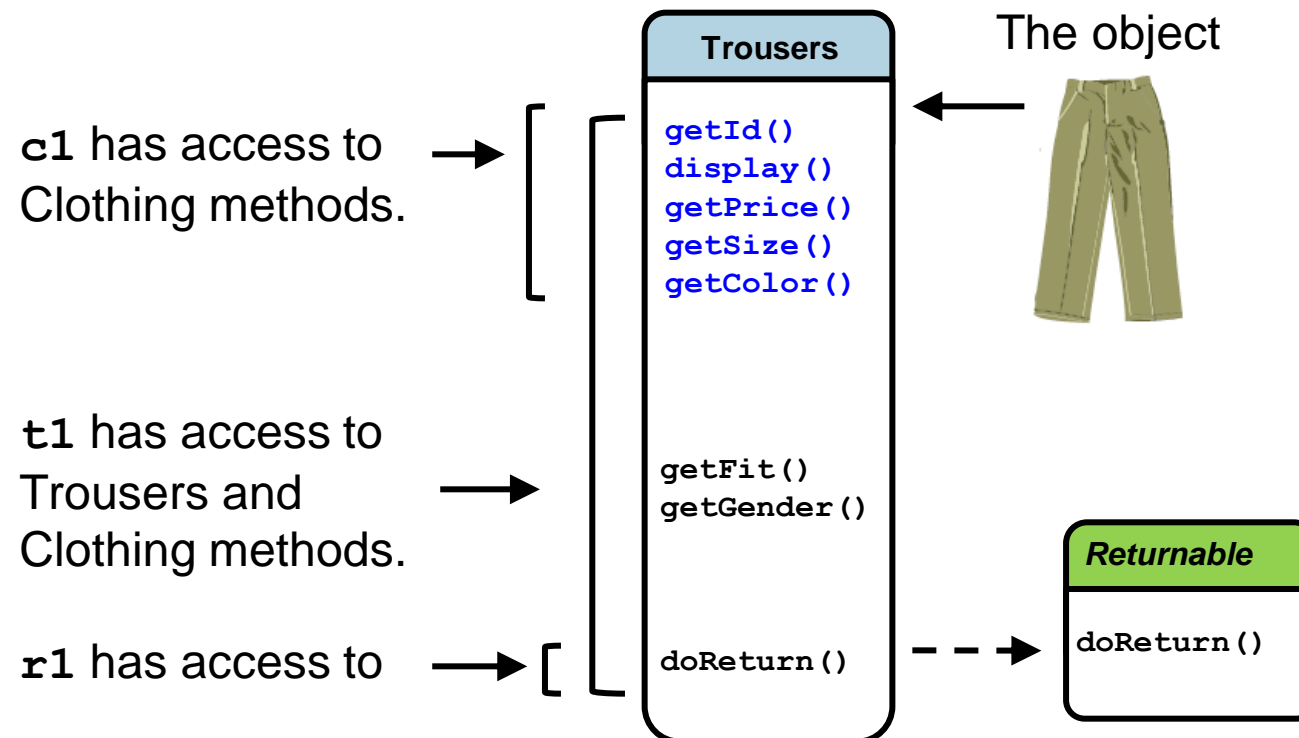 Trousers
The object
c1 has access to
Clothing methods.
getId()
display()
getPrice()
getSize()
getColor()
t1 has access to
Trousers and
Clothing methods.
getFit()
getGender()
Returnable
r1 has access to
doReturn()
doReturn()